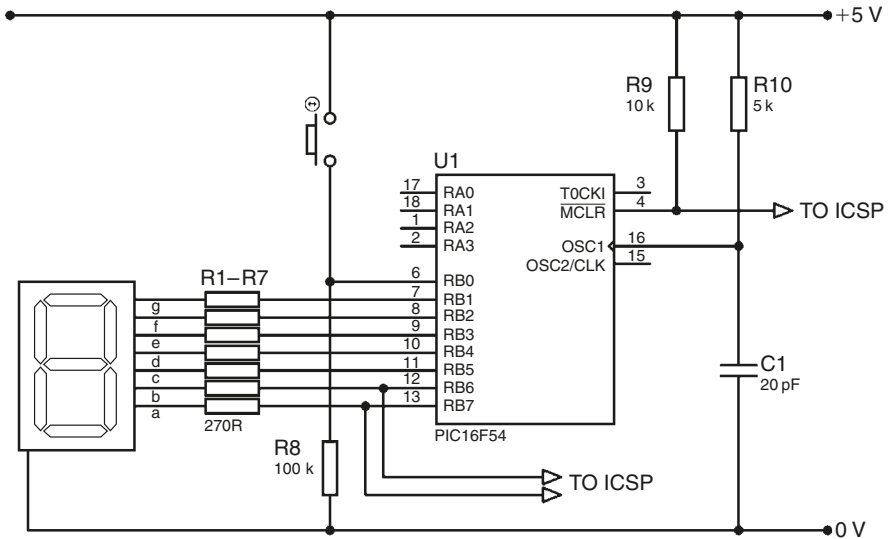 +5 V
R9
10 k
R10
5 k
U1
17 RA0 T0CKI 3
18 RA1 MCLR 4
TO ICSP
1 RA2
2 RA3 OSC1 16
OSC2/CLK 15
R1–R7
6 RB0
g 7 RB1
f 8 RB2
e 9 RB3
d 10 RB4
c 11 RB5
b 12 RB6
a 13 RB7
270R
PIC16F54
C1
20 pF
R8
100 k
TO ICSP
0 V